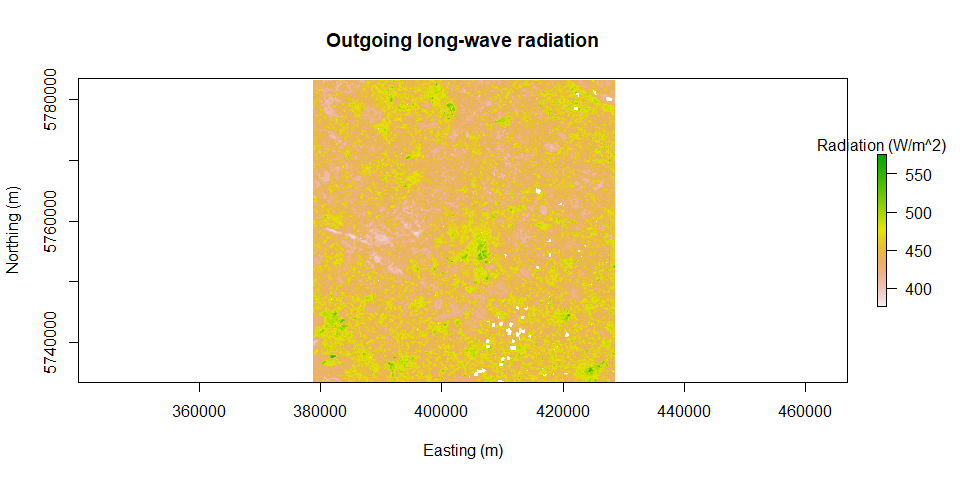 Outgoing long-wave radiation
Radiation (W/m^2)
550
500
450
400
Northing (m)
5780000
5760000
5740000
360000 380000 400000 420000 440000 460000
Easting (m)